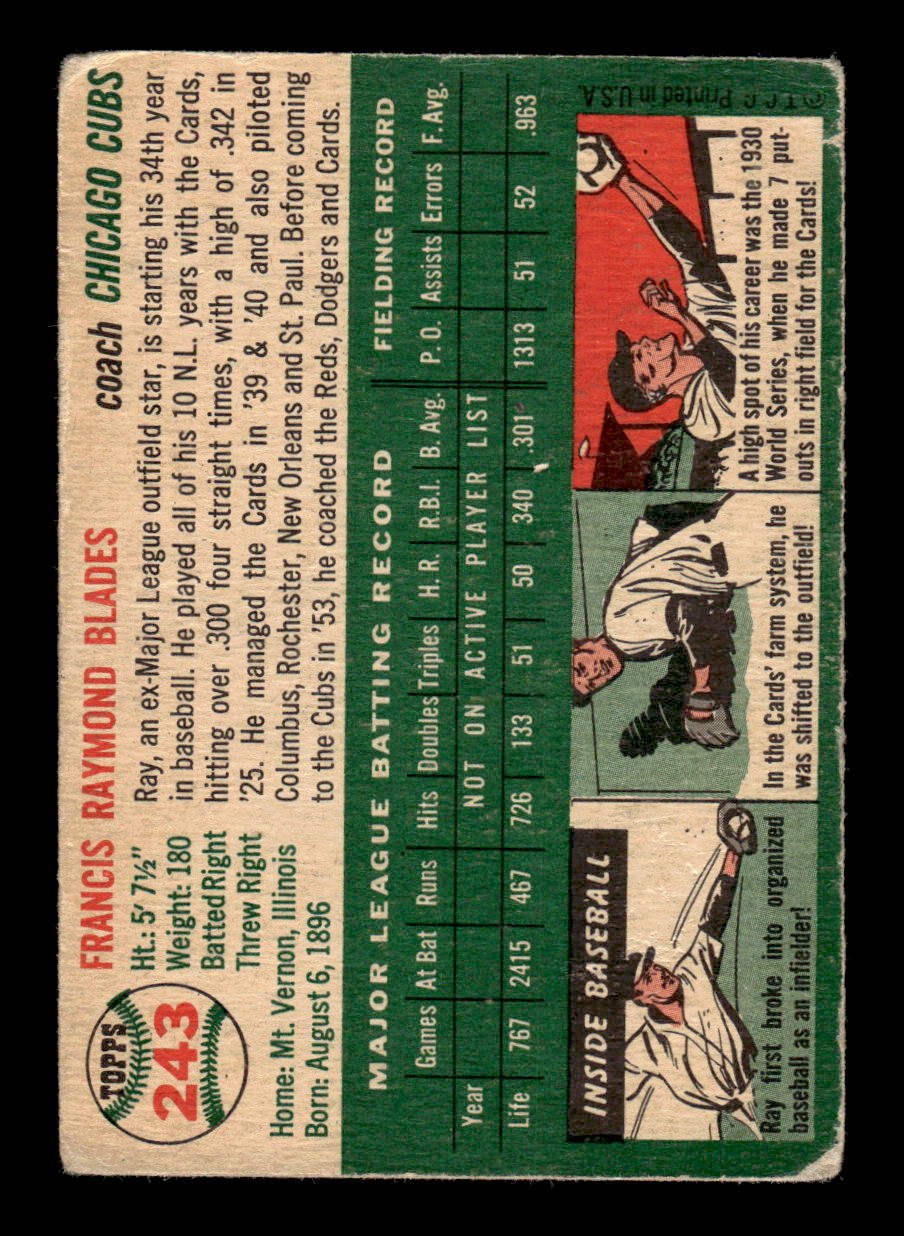 TOPPS
243
FRANCIS RAYMOND BLADES
coach CHICAGO CUBS
Ht.: 5' 7½"
Weight: 180
Batted Right
Threw Right
Home: Mt. Vernon, Illinois
Born: August 6, 1896
Ray, an ex-Major League outfield star, is starting his 34th year
in baseball. He played all of his 10 N.L. years with the Cards,
hitting over .300 four straight times, with a high of .342 in
'25. He managed the Cards in '39 & '40 and also piloted
Columbus, Rochester, New Orleans and St. Paul. Before coming
to the Cubs in '53, he coached the Reds, Dodgers and Cards.
MAJOR LEAGUE BATTING RECORD FIELDING RECORD
Games At Bat Runs Hits Doubles Triples H. R. R.B.I. B. Avg. P. O. Assists Errors F. Avg.
Year NOT ON ACTIVE PLAYER LIST
Life 767 2415 467 726 133 51 50 340 .301 1313 51 52 .963
INSIDE BASEBALL
Ray first broke into organized
baseball as an infielder!
In the Cards' farm system, he
was shifted to the outfield!
A high spot of his career was the 1930
World Series, when he made 7 put-
outs in right field for the Cards!
© T. C. G. Printed in U.S.A.